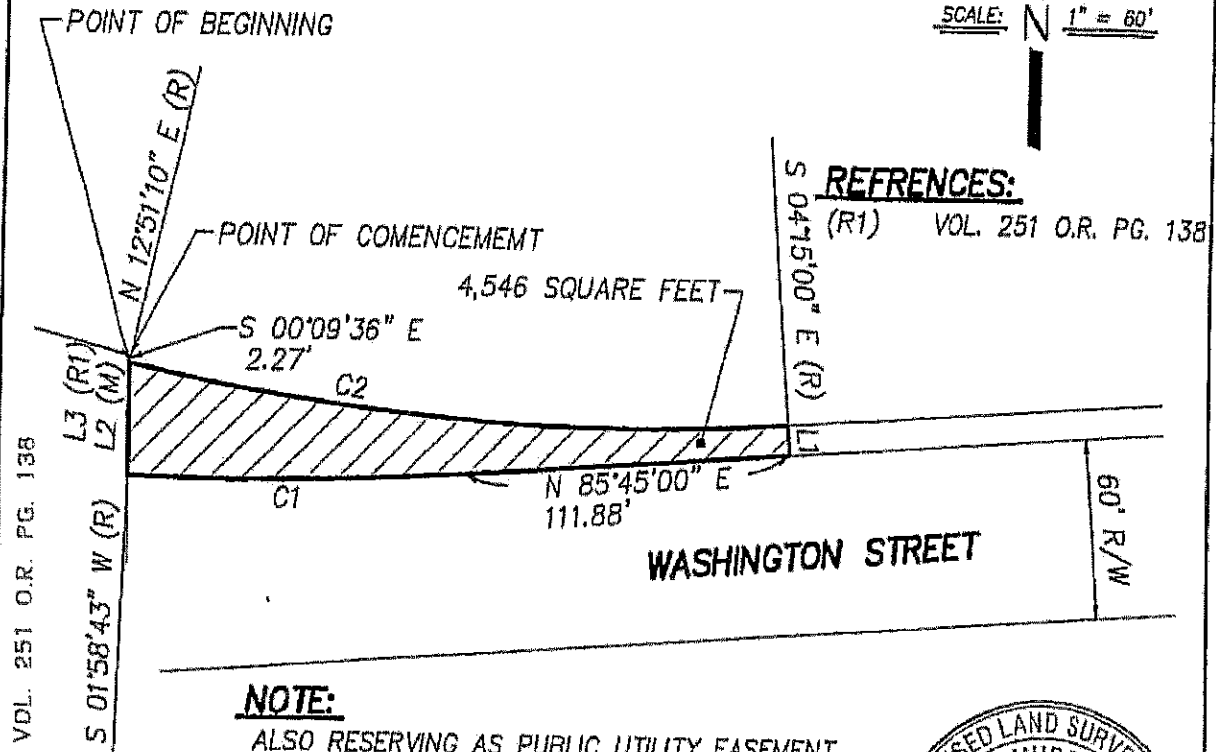 POINT OF BEGINNING
SCALE: N 1" = 60'
N 12°51'10" E (R)
POINT OF COMENCEMEMT
S 04°15'00" E (R)
REFRENCES:
(R1) VOL. 251 O.R. PG. 138
4,546 SQUARE FEET
S 00°09'36" E
2.27'
L3 (R1)
L2 (M)
C2
L1
C1
N 85°45'00" E
111.88'
VOL. 251 O.R. PG. 138
S 01°58'43" W (R)
WASHINGTON STREET
60' R/W
NOTE:
ALSO RESERVING AS PUBLIC UTILITY EASEMENT
LAND